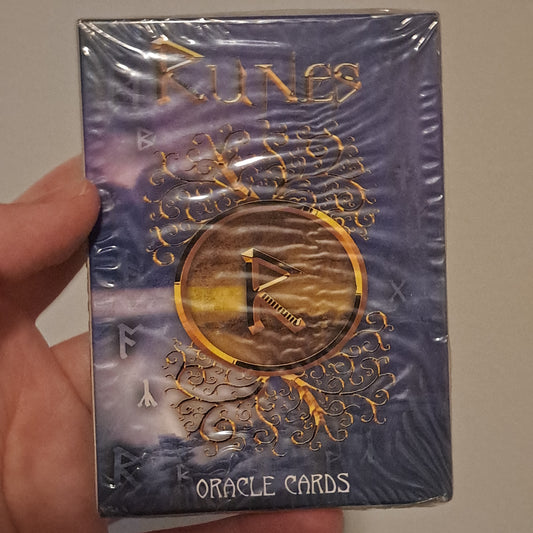 RUNES
ᛒ
ᚱ
ᚷ
ᚨ
ᛣ
ᚱ
ORACLE CARDS